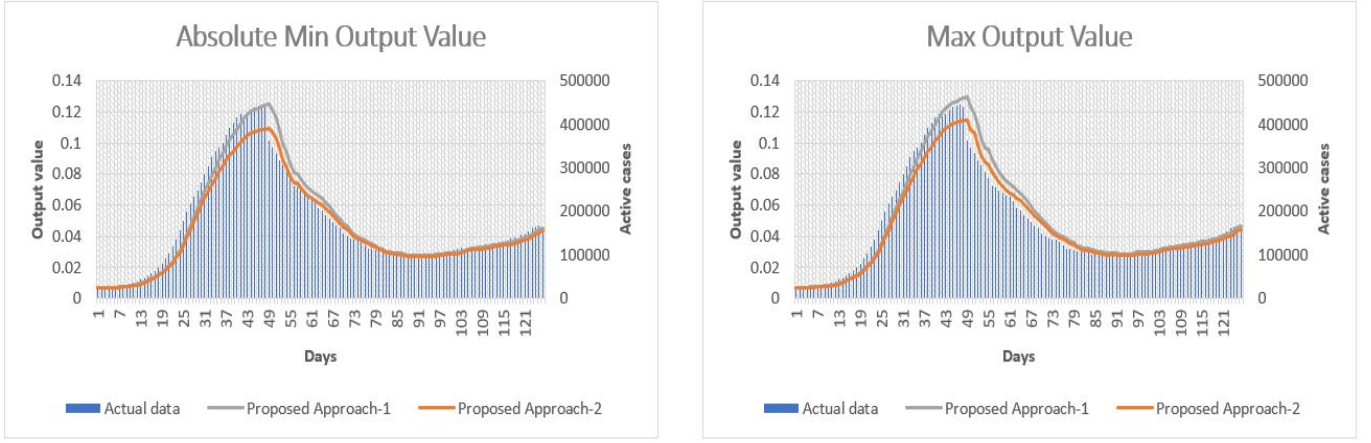 Absolute Min Output Value
0.14
0.12
0.1
0.08
0.06
0.04
0.02
0
Output value
500000
400000
300000
200000
100000
0
Active cases
1 7 13 19 25 31 37 43 49 55 61 67 73 79 85 91 97 103 109 115 121
Days
Actual data Proposed Approach-1 Proposed Approach-2
Max Output Value
0.14
0.12
0.1
0.08
0.06
0.04
0.02
0
Output value
500000
400000
300000
200000
100000
0
Active cases
1 7 13 19 25 31 37 43 49 55 61 67 73 79 85 91 97 103 109 115 121
Days
Actual data Proposed Approach-1 Proposed Approach-2